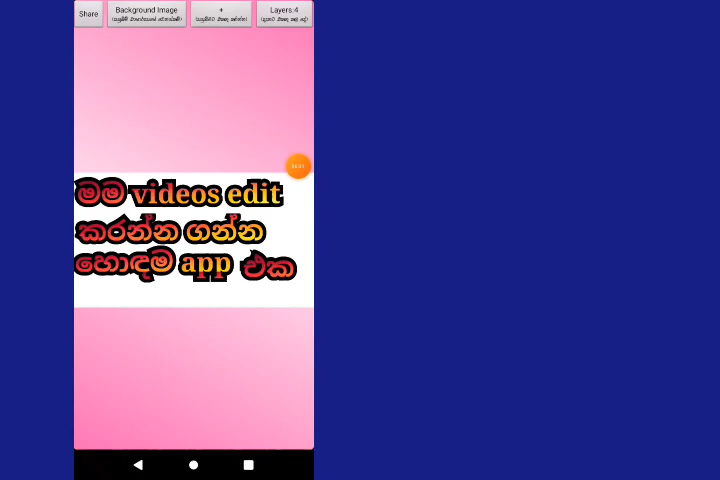 Share
Background Image
+
Layers:4
මම videos edit
කරන්න ගන්න
හොඳම app එක